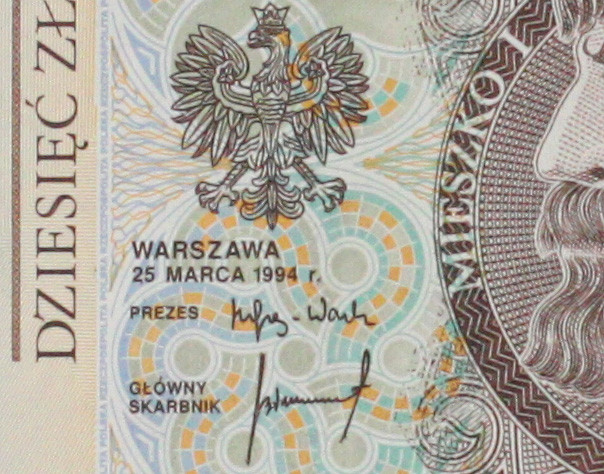 DZIESIĘĆ ZŁ
MIESZKO I
WARSZAWA
25 MARCA 1994 r.
PREZES
GŁÓWNY
SKARBNIK